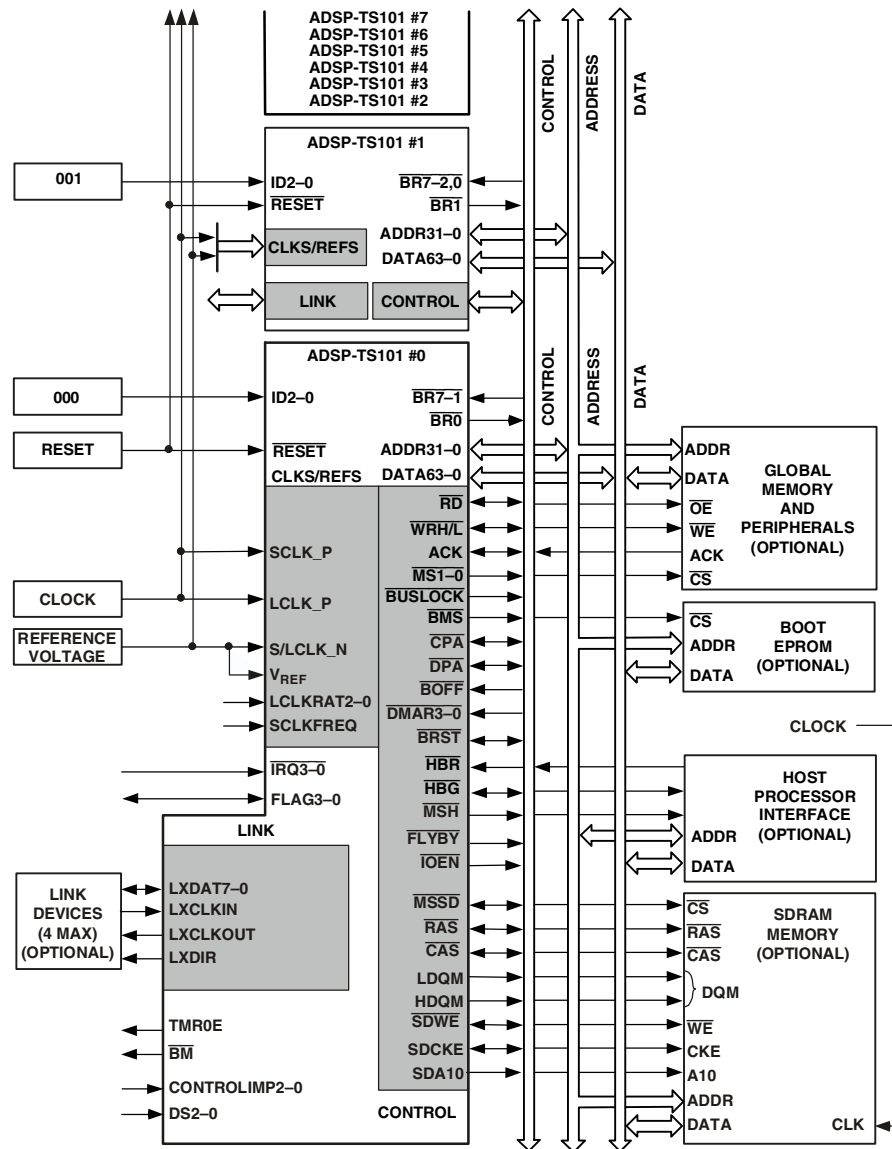 ADSP-TS101 #7
ADSP-TS101 #6
ADSP-TS101 #5
ADSP-TS101 #4
ADSP-TS101 #3
ADSP-TS101 #2
CONTROL
ADDRESS
DATA
ADSP-TS101 #1
001
ID2–0
BR7–2,0
RESET
BR1
ADDR31–0
CLKS/REFS
DATA63–0
LINK
CONTROL
ADSP-TS101 #0
CONTROL
ADDRESS
DATA
000
ID2–0
BR7–1
BR0
RESET
RESET
ADDR31–0
CLKS/REFS
DATA63–0
ADDR
DATA
OE
WE
ACK
CS
GLOBAL
MEMORY
AND
PERIPHERALS
(OPTIONAL)
RD
WRH/L
ACK
MS1–0
BUSLOCK
BMS
CPA
DPA
BOFF
DMAR3–0
BRST
SCLK_P
CLOCK
LCLK_P
REFERENCE
VOLTAGE
S/LCLK_N
VREF
LCLKRAT2–0
SCLKFREQ
CS
ADDR
DATA
BOOT
EPROM
(OPTIONAL)
CLOCK
IRQ3–0
FLAG3–0
HBR
HBG
MSH
FLYBY
IOEN
HOST
PROCESSOR
INTERFACE
(OPTIONAL)
ADDR
DATA
LINK
LINK
DEVICES
(4 MAX)
(OPTIONAL)
LXDAT7–0
LXCLKIN
LXCLKOUT
LXDIR
MSSD
RAS
CAS
LDQM
HDQM
SDWE
SDCKE
SDA10
CS
RAS
CAS
DQM
WE
CKE
A10
ADDR
DATA
SDRAM
MEMORY
(OPTIONAL)
CLK
TMR0E
BM
CONTROLIMP2–0
DS2–0
CONTROL